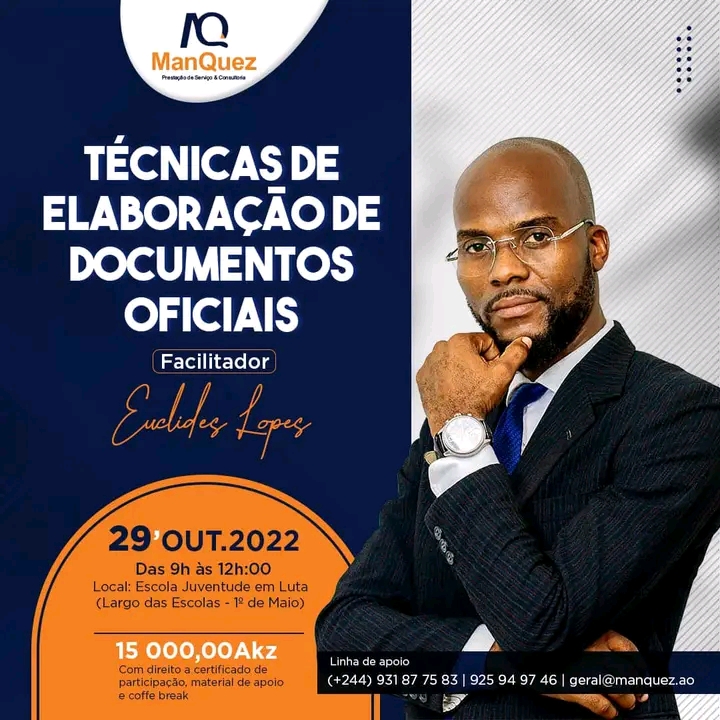 ManQuez
Prestação de Serviço & Consultoria
TÉCNICAS DE
ELABORAÇÃO DE
DOCUMENTOS
OFICIAIS
Facilitador
Euclides Lopes
29'OUT.2022
Das 9h às 12h:00
Local: Escola Juventude em Luta
(Largo das Escolas - 1º de Maio)
15 000,00Akz
Com direito a certificado de
participação, material de apoio
e coffe break
Linha de apoio
(+244) 931 87 75 83 | 925 94 97 46 | geral@manquez.ao